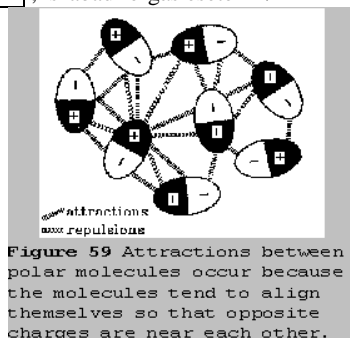 attractions
repulsions
Figure 59 Attractions between
polar molecules occur because
the molecules tend to align
themselves so that opposite
charges are near each other.